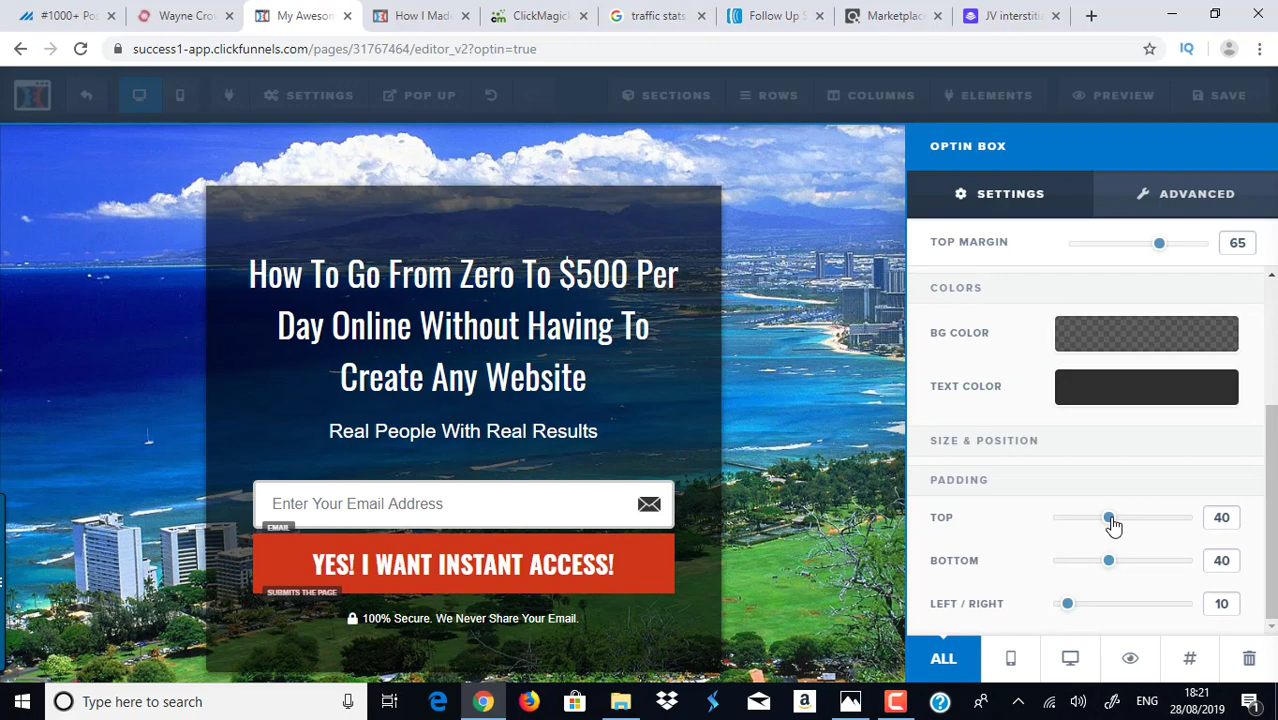 #1000+ Po
Wayne Cro
My Aweson
How I Made
ClickMagick
traffic stats
Follow Up S
Marketplac
JV interstiti
success1-app.clickfunnels.com/pages/31767464/editor_v2?optin=true
IQ
SETTINGS
POP UP
SECTIONS
ROWS
COLUMNS
ELEMENTS
PREVIEW
SAVE
How To Go From Zero To $500 Per
Day Online Without Having To
Create Any Website
Real People With Real Results
Enter Your Email Address
EMAIL
YES! I WANT INSTANT ACCESS!
SUBMITS THE PAGE
100% Secure. We Never Share Your Email.
OPTIN BOX
SETTINGS
ADVANCED
TOP MARGIN 65
COLORS
BG COLOR
TEXT COLOR
SIZE & POSITION
PADDING
TOP 40
BOTTOM 40
LEFT / RIGHT 10
ALL
#
Type here to search
ENG
18:21
28/08/2019
1